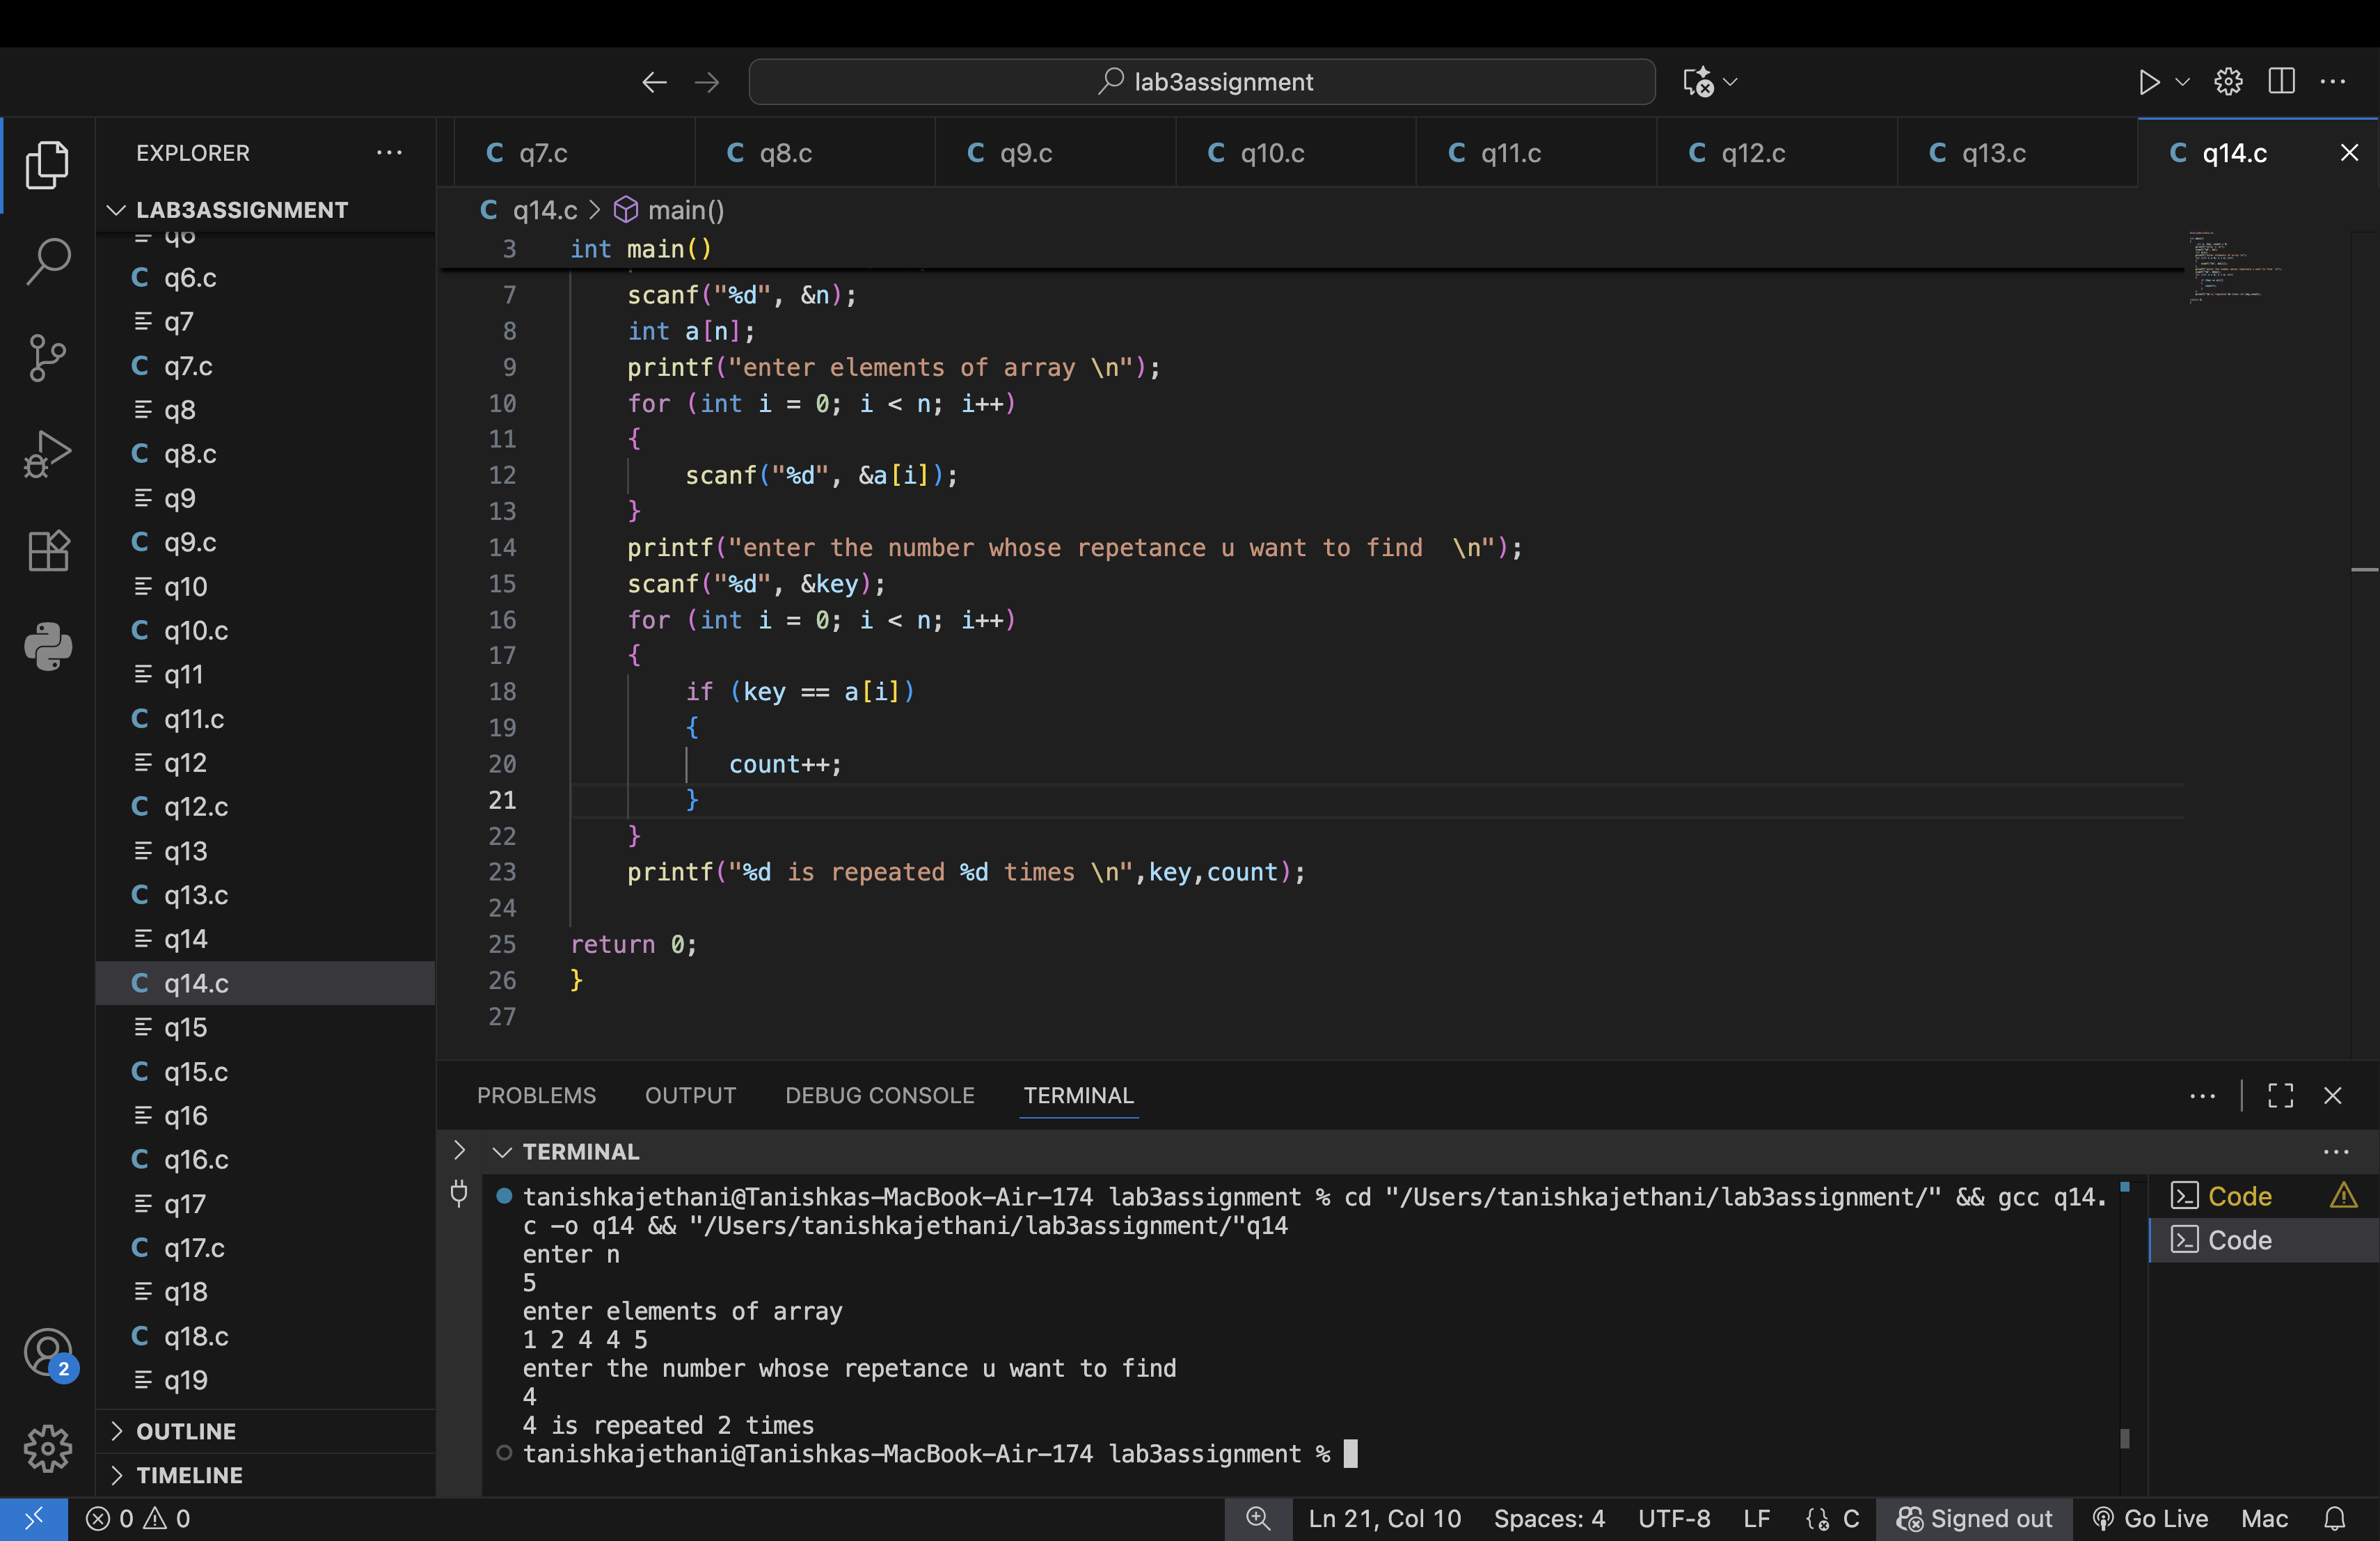 lab3assignment
EXPLORER
LAB3ASSIGNMENT
q6
q6.c
q7
q7.c
q8
q8.c
q9
q9.c
q10
q10.c
q11
q11.c
q12
q12.c
q13
q13.c
q14
q14.c
q15
q15.c
q16
q16.c
q17
q17.c
q18
q18.c
q19
OUTLINE
TIMELINE
C q7.c C q8.c C q9.c C q10.c C q11.c C q12.c C q13.c C q14.c
C q14.c > main()
3 int main()
7 scanf("%d", &n);
8 int a[n];
9 printf("enter elements of array \n");
10 for (int i = 0; i < n; i++)
11 {
12 scanf("%d", &a[i]);
13 }
14 printf("enter the number whose repetance u want to find  \n");
15 scanf("%d", &key);
16 for (int i = 0; i < n; i++)
17 {
18 if (key == a[i])
19 {
20 count++;
21 }
22 }
23 printf("%d is repeated %d times \n",key,count);
24
25 return 0;
26 }
27
PROBLEMS OUTPUT DEBUG CONSOLE TERMINAL
TERMINAL
tanishkajethani@Tanishkas-MacBook-Air-174 lab3assignment % cd "/Users/tanishkajethani/lab3assignment/" && gcc q14.
c -o q14 && "/Users/tanishkajethani/lab3assignment/"q14
enter n
5
enter elements of array
1 2 4 4 5
enter the number whose repetance u want to find
4
4 is repeated 2 times
tanishkajethani@Tanishkas-MacBook-Air-174 lab3assignment %
Code
Code
2
0 0 Ln 21, Col 10 Spaces: 4 UTF-8 LF C Signed out Go Live Mac